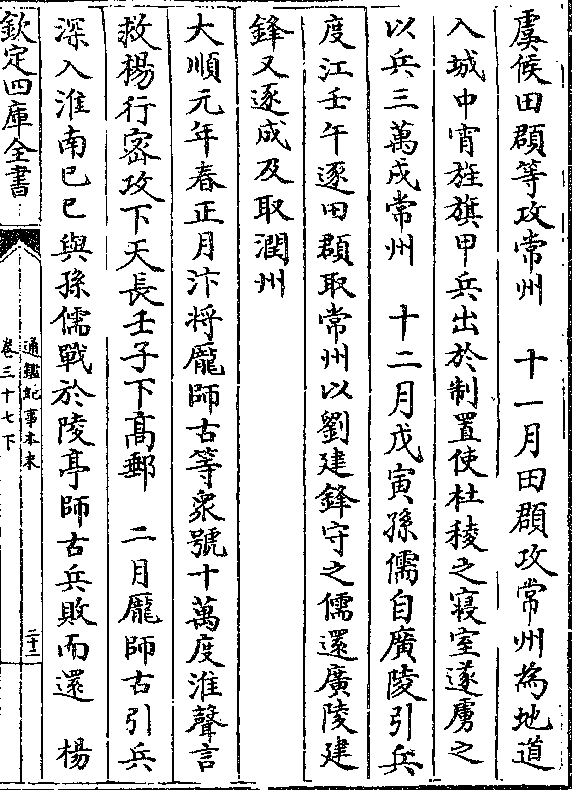 虞候田頵等攻常州　十一月田頵攻常州為地道
入城中宵旌旗甲兵出於制置使杜稜之寢室遂虜之
以兵三萬戍常州　十二月戊寅孫儒自廣陵引兵
度江壬午逐田頵取常州以劉建鋒守之儒還廣陵建
鋒又逐成及取潤州
大順元年春正月汴將龐師古等衆號十萬度淮聲言
救楊行密攻下天長壬子下高郵　二月龐師古引兵
深入淮南己巳與孫儒戰於陵亭師古兵敗而還　楊
欽定四庫全書
通鑑紀事本末
卷三十七下
二十三